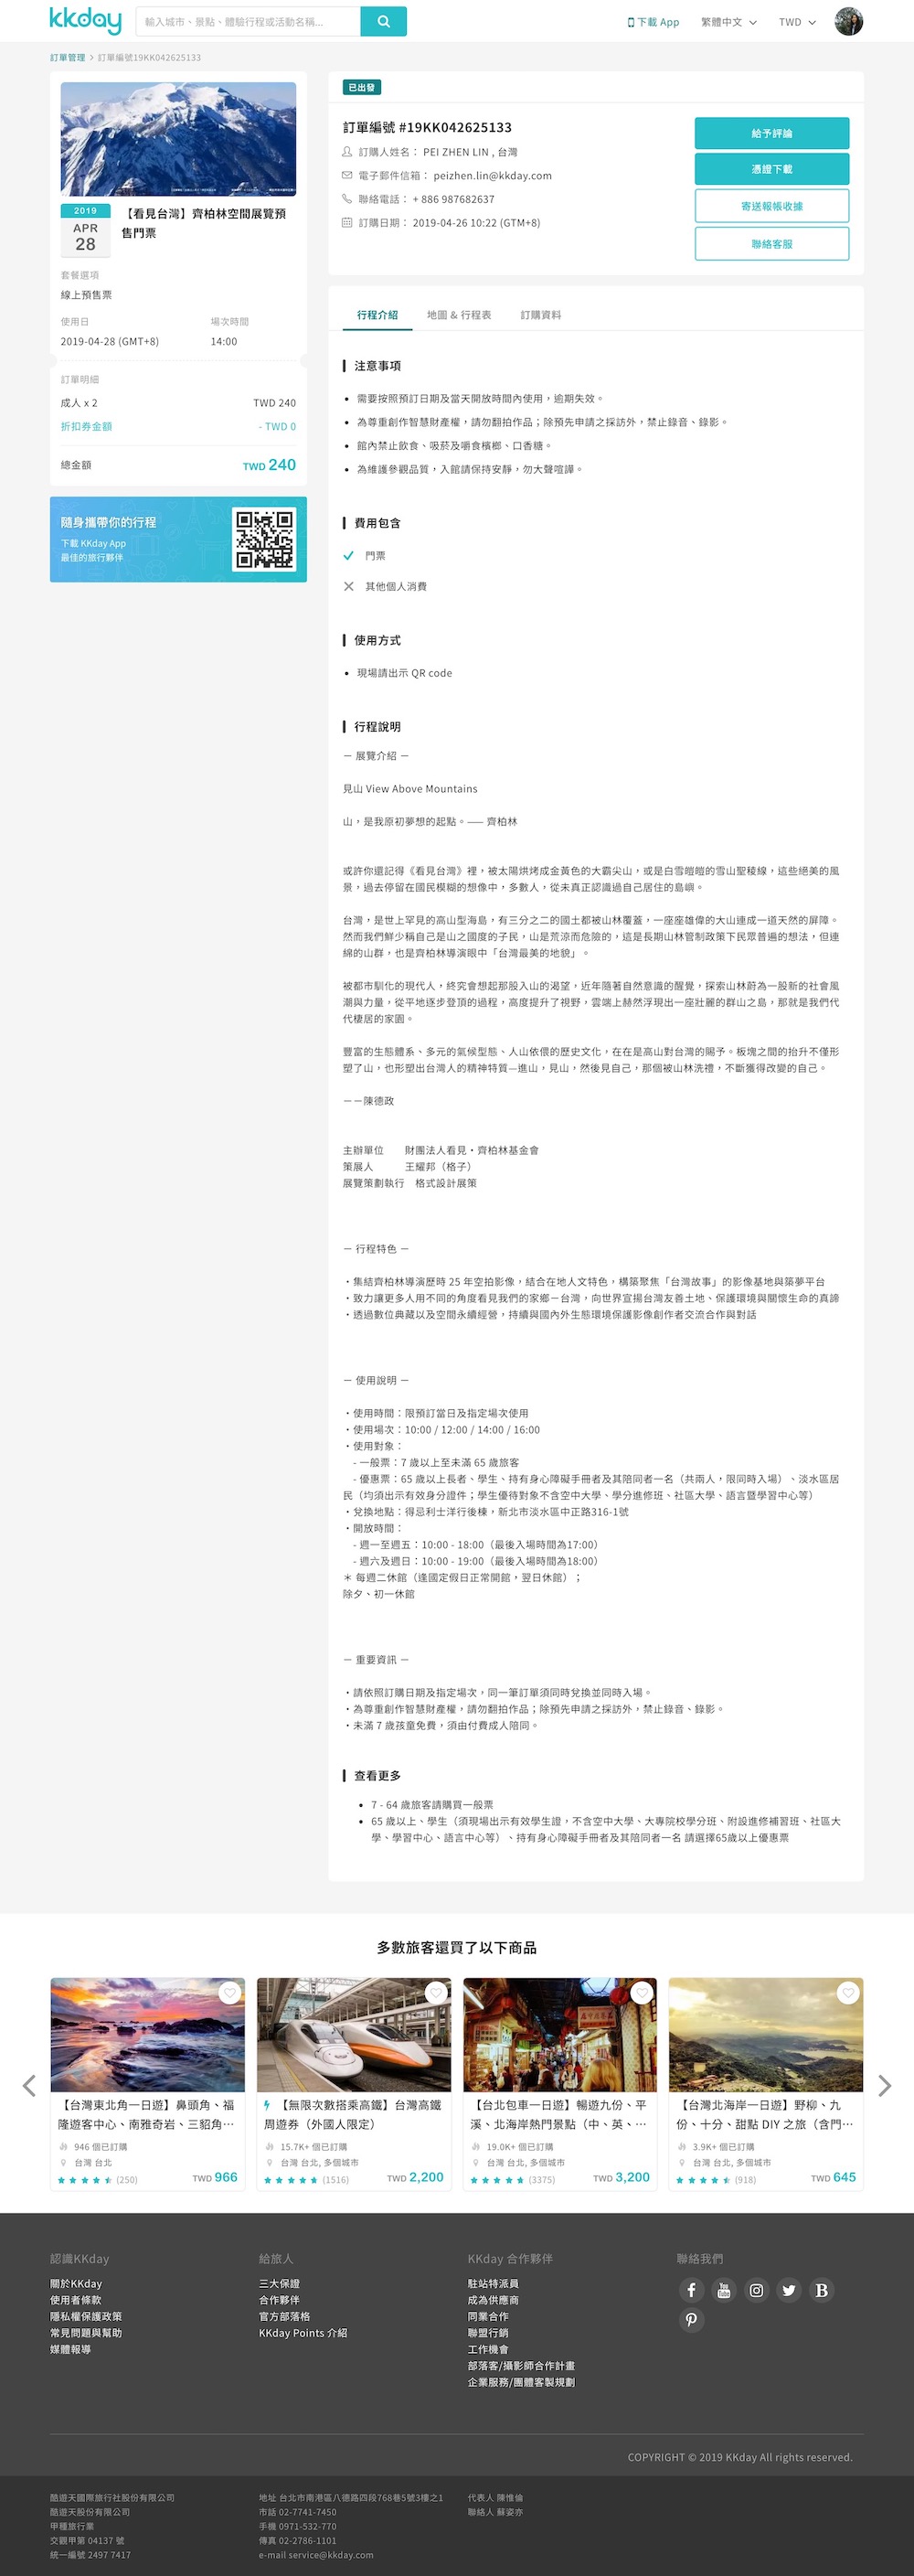 kkday
輸入城市、景點、體驗行程或活動名稱...
下載 App
繁體中文
TWD
訂單管理 > 訂單編號19KK042625133
2019
APR
28
【看見台灣】齊柏林空間展覽預
售門票
套餐選項
線上預售票
使用日 場次時間
2019-04-28 (GMT+8) 14:00
訂單明細
成人 x 2 TWD 240
折扣券金額 - TWD 0
總金額 TWD 240
隨身攜帶你的行程
下載 KKday App
最佳的旅行夥伴
已出發
訂單編號 #19KK042625133
訂購人姓名： PEI ZHEN LIN , 台灣
電子郵件信箱： peizhen.lin@kkday.com
聯絡電話： + 886 987682637
訂購日期： 2019-04-26 10:22 (GTM+8)
給予評論
憑證下載
寄送報帳收據
聯絡客服
行程介紹 地圖 & 行程表 訂購資料
注意事項
• 需要按照預訂日期及當天開放時間內使用，逾期失效。
• 為尊重創作智慧財產權，請勿翻拍作品；除預先申請之採訪外，禁止錄音、錄影。
• 館內禁止飲食、吸菸及嚼食檳榔、口香糖。
• 為維護參觀品質，入館請保持安靜，勿大聲喧譁。
費用包含
門票
其他個人消費
使用方式
• 現場請出示 QR code
行程說明
－ 展覽介紹 －
見山 View Above Mountains
山，是我原初夢想的起點。—— 齊柏林
或許你還記得《看見台灣》裡，被太陽烘烤成金黃色的大霸尖山，或是白雪皚皚的雪山聖稜線，這些絕美的風
景，過去停留在國民模糊的想像中，多數人，從未真正認識過自己居住的島嶼。
台灣，是世上罕見的高山型海島，有三分之二的國土都被山林覆蓋，一座座雄偉的大山連成一道天然的屏障。
然而我們鮮少稱自己是山之國度的子民，山是荒涼而危險的，這是長期山林管制政策下民眾普遍的想法，但連
綿的山群，也是齊柏林導演眼中「台灣最美的地貌」。
被都市馴化的現代人，終究會想起那股入山的渴望，近年隨著自然意識的醒覺，探索山林蔚為一股新的社會風
潮與力量，從平地逐步登頂的過程，高度提升了視野，雲端上赫然浮現出一座壯麗的群山之島，那就是我們代
代棲居的家園。
豐富的生態體系、多元的氣候型態、人山依偎的歷史文化，在在是高山對台灣的賜予。板塊之間的抬升不僅形
塑了山，也形塑出台灣人的精神特質—進山，見山，然後見自己，那個被山林洗禮，不斷獲得改變的自己。
－－陳德政
主辦單位 財團法人看見・齊柏林基金會
策展人 王耀邦（格子）
展覽策劃執行 格式設計展策
－ 行程特色 －
・集結齊柏林導演歷時 25 年空拍影像，結合在地人文特色，構築聚焦「台灣故事」的影像基地與築夢平台
・致力讓更多人用不同的角度看見我們的家鄉－台灣，向世界宣揚台灣友善土地、保護環境與關懷生命的真諦
・透過數位典藏以及空間永續經營，持續與國內外生態環境保護影像創作者交流合作與對話
－ 使用說明 －
・使用時間：限預訂當日及指定場次使用
・使用場次：10:00 / 12:00 / 14:00 / 16:00
・使用對象：
- 一般票：7 歲以上至未滿 65 歲旅客
- 優惠票：65 歲以上長者、學生、持有身心障礙手冊者及其陪同者一名（共兩人，限同時入場）、淡水區居
民（均須出示有效身分證件；學生優待對象不含空中大學、學分進修班、社區大學、語言暨學習中心等）
・兌換地點：得忌利士洋行後棟，新北市淡水區中正路316-1號
・開放時間：
- 週一至週五：10:00 - 18:00（最後入場時間為17:00）
- 週六及週日：10:00 - 19:00（最後入場時間為18:00）
＊ 每週二休館（逢國定假日正常開館，翌日休館）；
除夕、初一休館
－ 重要資訊 －
・請依照訂購日期及指定場次，同一筆訂單須同時兌換並同時入場。
・為尊重創作智慧財產權，請勿翻拍作品；除預先申請之採訪外，禁止錄音、錄影。
・未滿 7 歲孩童免費，須由付費成人陪同。
查看更多
• 7 - 64 歲旅客請購買一般票
• 65 歲以上、學生（須現場出示有效學生證，不含空中大學、大專院校學分班、附設進修補習班、社區大
學、學習中心、語言中心等）、持有身心障礙手冊者及其陪同者一名 請選擇65歲以上優惠票
多數旅客還買了以下商品
【台灣東北角一日遊】鼻頭角、福
隆遊客中心、南雅奇岩、三貂角…
946 個已訂購
台灣 台北
(250) TWD 966
【無限次數搭乘高鐵】台灣高鐵
周遊券（外國人限定）
15.7K+ 個已訂購
台灣 台北, 多個城市
(1516) TWD 2,200
【台北包車一日遊】暢遊九份、平
溪、北海岸熱門景點（中、英、…
19.0K+ 個已訂購
台灣 台北, 多個城市
(3375) TWD 3,200
【台灣北海岸一日遊】野柳、九
份、十分、甜點 DIY 之旅（含門…
3.9K+ 個已訂購
台灣 台北, 多個城市
(918) TWD 645
認識KKday
關於KKday
使用者條款
隱私權保護政策
常見問題與幫助
媒體報導
給旅人
三大保證
合作夥伴
官方部落格
KKday Points 介紹
KKday 合作夥伴
駐站特派員
成為供應商
同業合作
聯盟行銷
工作機會
部落客/攝影師合作計畫
企業服務/團體客製規劃
聯絡我們
COPYRIGHT © 2019 KKday All rights reserved.
酷遊天國際旅行社股份有限公司
酷遊天股份有限公司
甲種旅行業
交觀甲第 04137 號
統一編號 2497 7417
地址 台北市南港區八德路四段768巷5號3樓之1
市話 02-7741-7450
手機 0971-532-770
傳真 02-2786-1101
e-mail service@kkday.com
代表人 陳惟倫
聯絡人 蘇姿亦